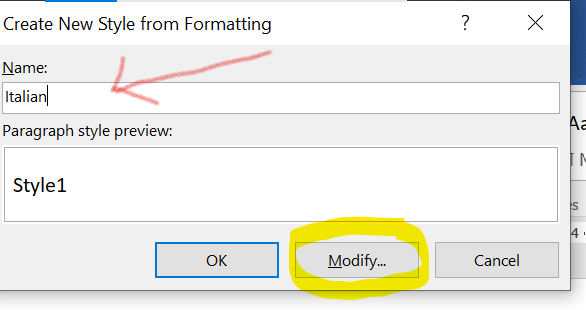 Create New Style from Formatting
Name:
Italian
Paragraph style preview:
Style1
OK Modify... Cancel